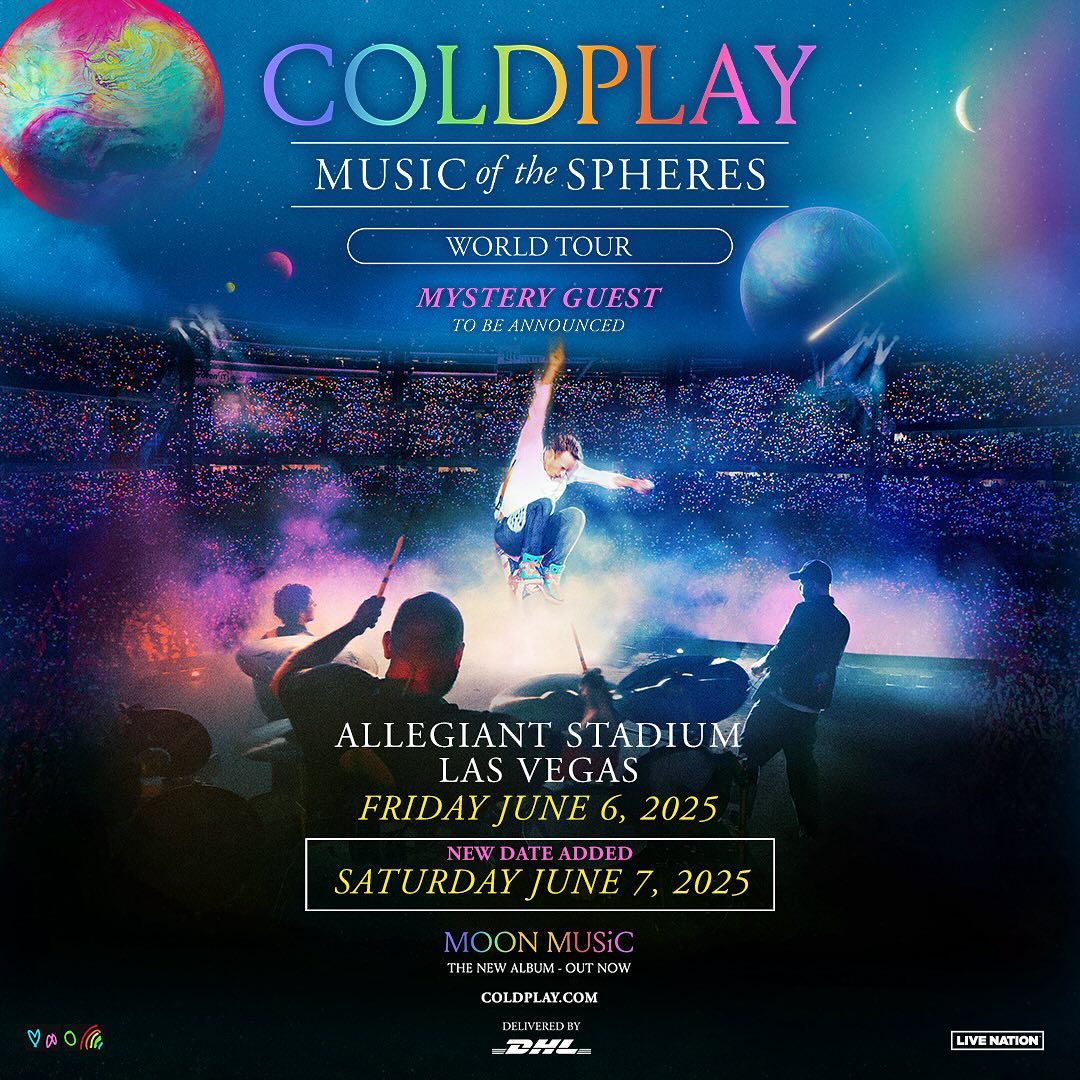 COLDPLAY
MUSIC of the SPHERES
WORLD TOUR
MYSTERY GUEST
TO BE ANNOUNCED
ALLEGIANT STADIUM
LAS VEGAS
FRIDAY JUNE 6, 2025
NEW DATE ADDED
SATURDAY JUNE 7, 2025
MOON MUSiC
THE NEW ALBUM - OUT NOW
COLDPLAY.COM
DELIVERED BY
DHL
LIVE NATION